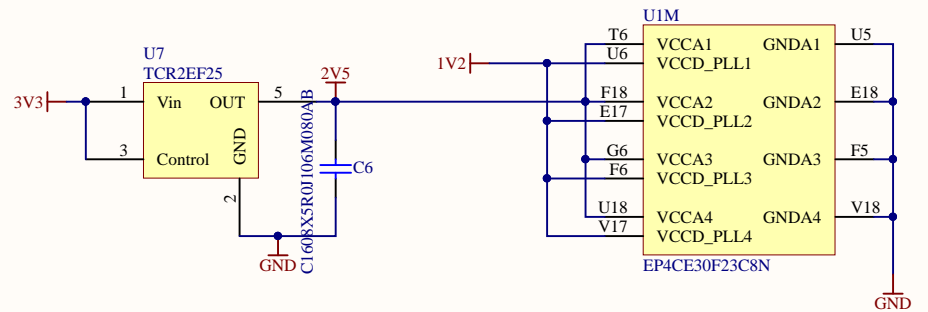 U1M
U7
TCR2EF25
3V3
1
Vin
OUT
5
2V5
3
Control
GND
2
GND
C1608X5R0J106M080AB
C6
1V2
T6
VCCA1
GNDA1
U5
U6
VCCD_PLL1
F18
VCCA2
GNDA2
E18
E17
VCCD_PLL2
G6
VCCA3
GNDA3
F5
F6
VCCD_PLL3
U18
VCCA4
GNDA4
V18
V17
VCCD_PLL4
EP4CE30F23C8N
GND